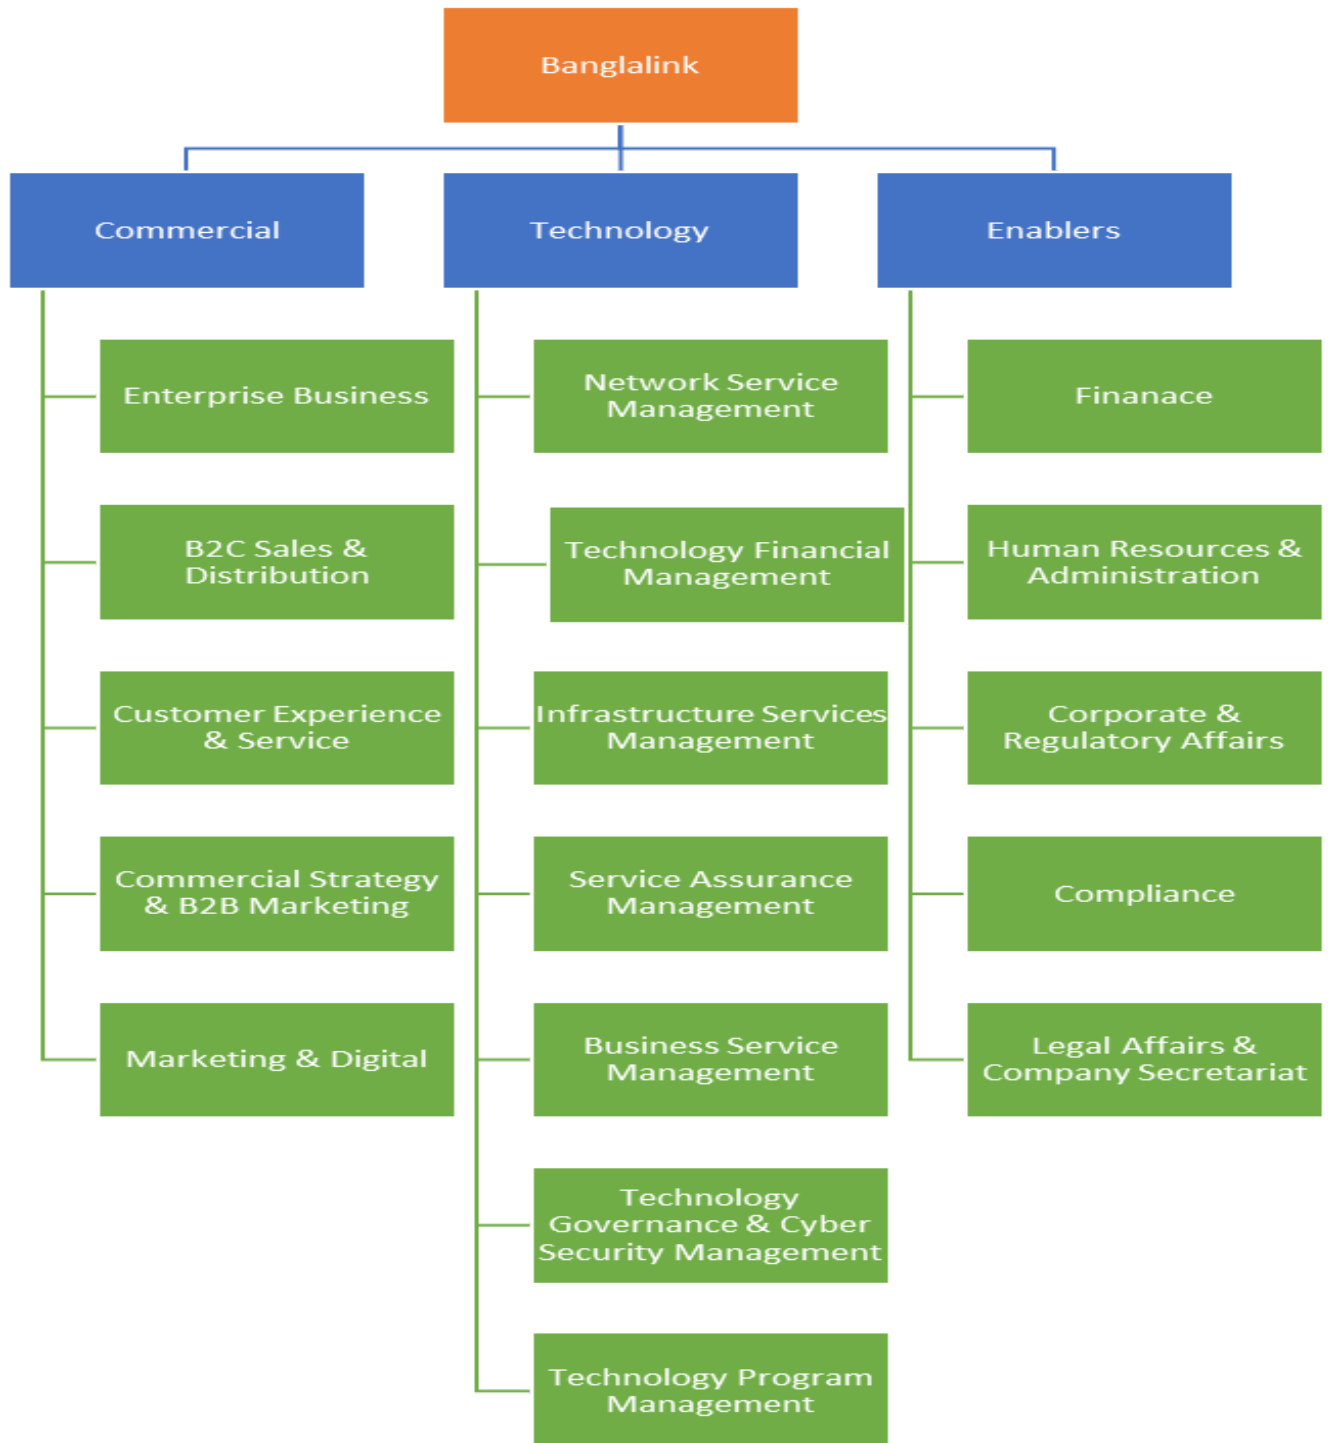 Banglalink
Commercial
Technology
Enablers
Enterprise Business
B2C Sales &
Distribution
Customer Experience
& Service
Commercial Strategy
& B2B Marketing
Marketing & Digital
Network Service
Management
Technology Financial
Management
Infrastructure Services
Management
Service Assurance
Management
Business Service
Management
Technology
Governance & Cyber
Security Management
Technology Program
Management
Finanace
Human Resources &
Administration
Corporate &
Regulatory Affairs
Compliance
Legal Affairs &
Company Secretariat